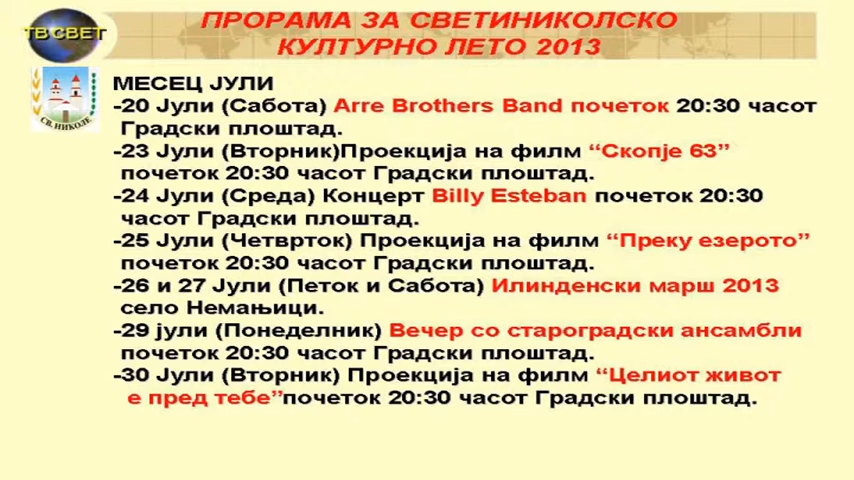 ПРОРАМА ЗА СВЕТИНИКОЛСКО
КУЛТУРНО ЛЕТО 2013
ТВ СВЕТ
СВ. НИКОЛЕ
МЕСЕЦ ЈУЛИ
-20 Јули (Сабота) Arre Brothers Band почеток 20:30 часот
Градски плоштад.
-23 Јули (Вторник)Проекција на филм “Скопје 63”
почеток 20:30 часот Градски плоштад.
-24 Јули (Среда) Концерт Billy Esteban почеток 20:30
часот Градски плоштад.
-25 Јули (Четврток) Проекција на филм “Преку езерото”
почеток 20:30 часот Градски плоштад.
-26 и 27 Јули (Петок и Сабота) Илинденски марш 2013
село Немањици.
-29 јули (Понеделник) Вечер со староградски ансамбли
почеток 20:30 часот Градски плоштад.
-30 Јули (Вторник) Проекција на филм “Целиот живот
е пред тебе”почеток 20:30 часот Градски плоштад.